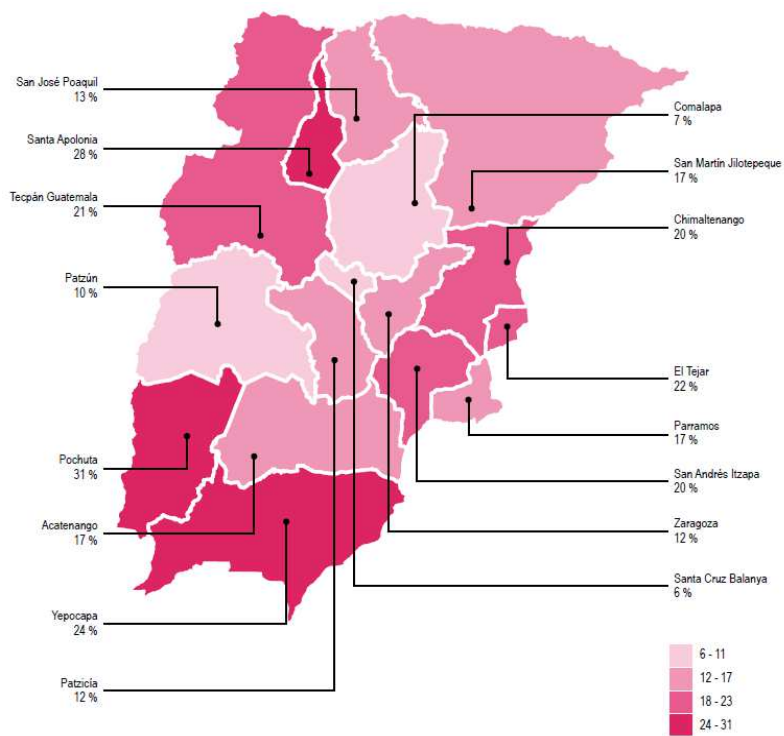 San José Poaquil
13 %
Santa Apolonia
28 %
Tecpán Guatemala
21 %
Patzún
10 %
Pochuta
31 %
Acatenango
17 %
Yepocapa
24 %
Patzicía
12 %
Comalapa
7 %
San Martín Jilotepeque
17 %
Chimaltenango
20 %
El Tejar
22 %
Parramos
17 %
San Andrés Itzapa
20 %
Zaragoza
12 %
Santa Cruz Balanya
6 %
6 - 11
12 - 17
18 - 23
24 - 31